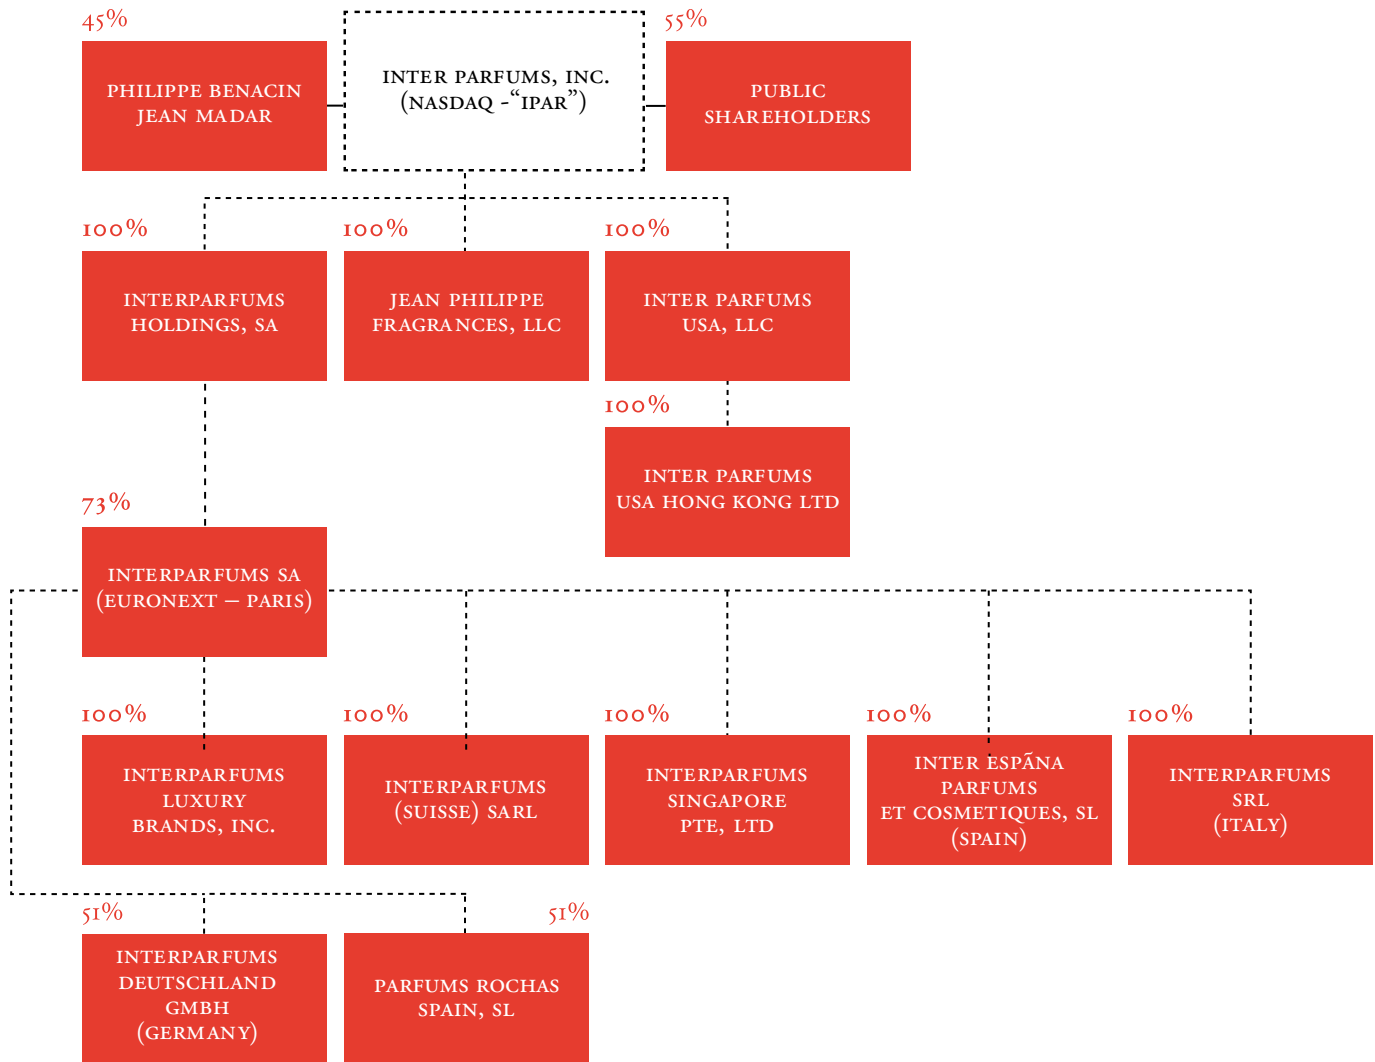 45%
PHILIPPE BENACIN
JEAN MADAR
INTER PARFUMS, INC.
(NASDAQ -“IPAR”)
55%
PUBLIC
SHAREHOLDERS
100%
INTERPARFUMS
HOLDINGS, SA
100%
JEAN PHILIPPE
FRAGRANCES, LLC
100%
INTER PARFUMS
USA, LLC
100%
INTER PARFUMS
USA HONG KONG LTD
73%
INTERPARFUMS SA
(EURONEXT – PARIS)
100%
INTERPARFUMS
LUXURY
BRANDS, INC.
100%
INTERPARFUMS
(SUISSE) SARL
100%
INTERPARFUMS
SINGAPORE
PTE, LTD
100%
INTER ESPÃNA
PARFUMS
ET COSMETIQUES, SL
(SPAIN)
100%
INTERPARFUMS
SRL
(ITALY)
51%
INTERPARFUMS
DEUTSCHLAND
GMBH
(GERMANY)
51%
PARFUMS ROCHAS
SPAIN, SL